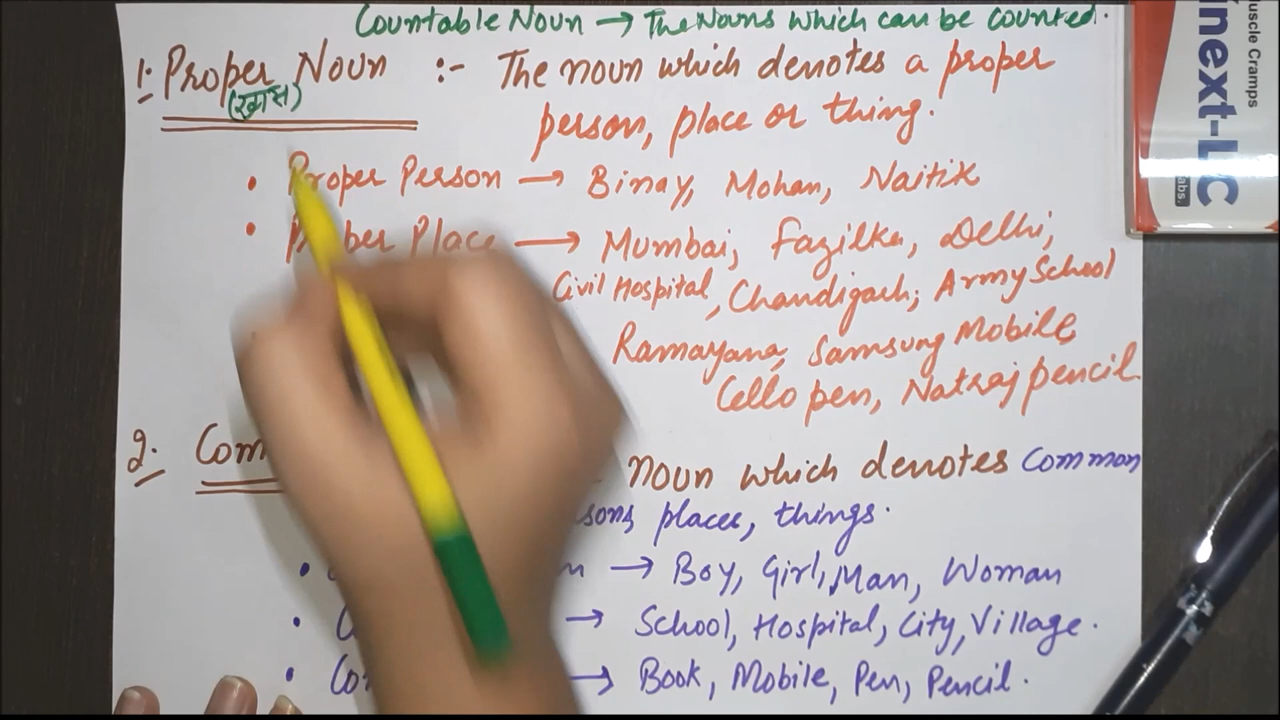 Countable Noun → The Nouns which can be counted.
1. Proper Noun :- The noun which denotes a proper
(खास)
person, place or thing.
• Proper Person → Binay, Mohan, Naitik
• Proper Place → Mumbai, Fazilka, Delhi,
Civil Hospital, Chandigarh, Army School
Ramayana, Samsung Mobile
Cello pen, Natraj pencil
2. Com
noun which denotes common
sons, places, things.
• → Boy, Girl, Man, Woman
• → School, Hospital, City, Village.
• Co → Book, Mobile, Pen, Pencil.
uscle Cramps
inext-LC
abs.